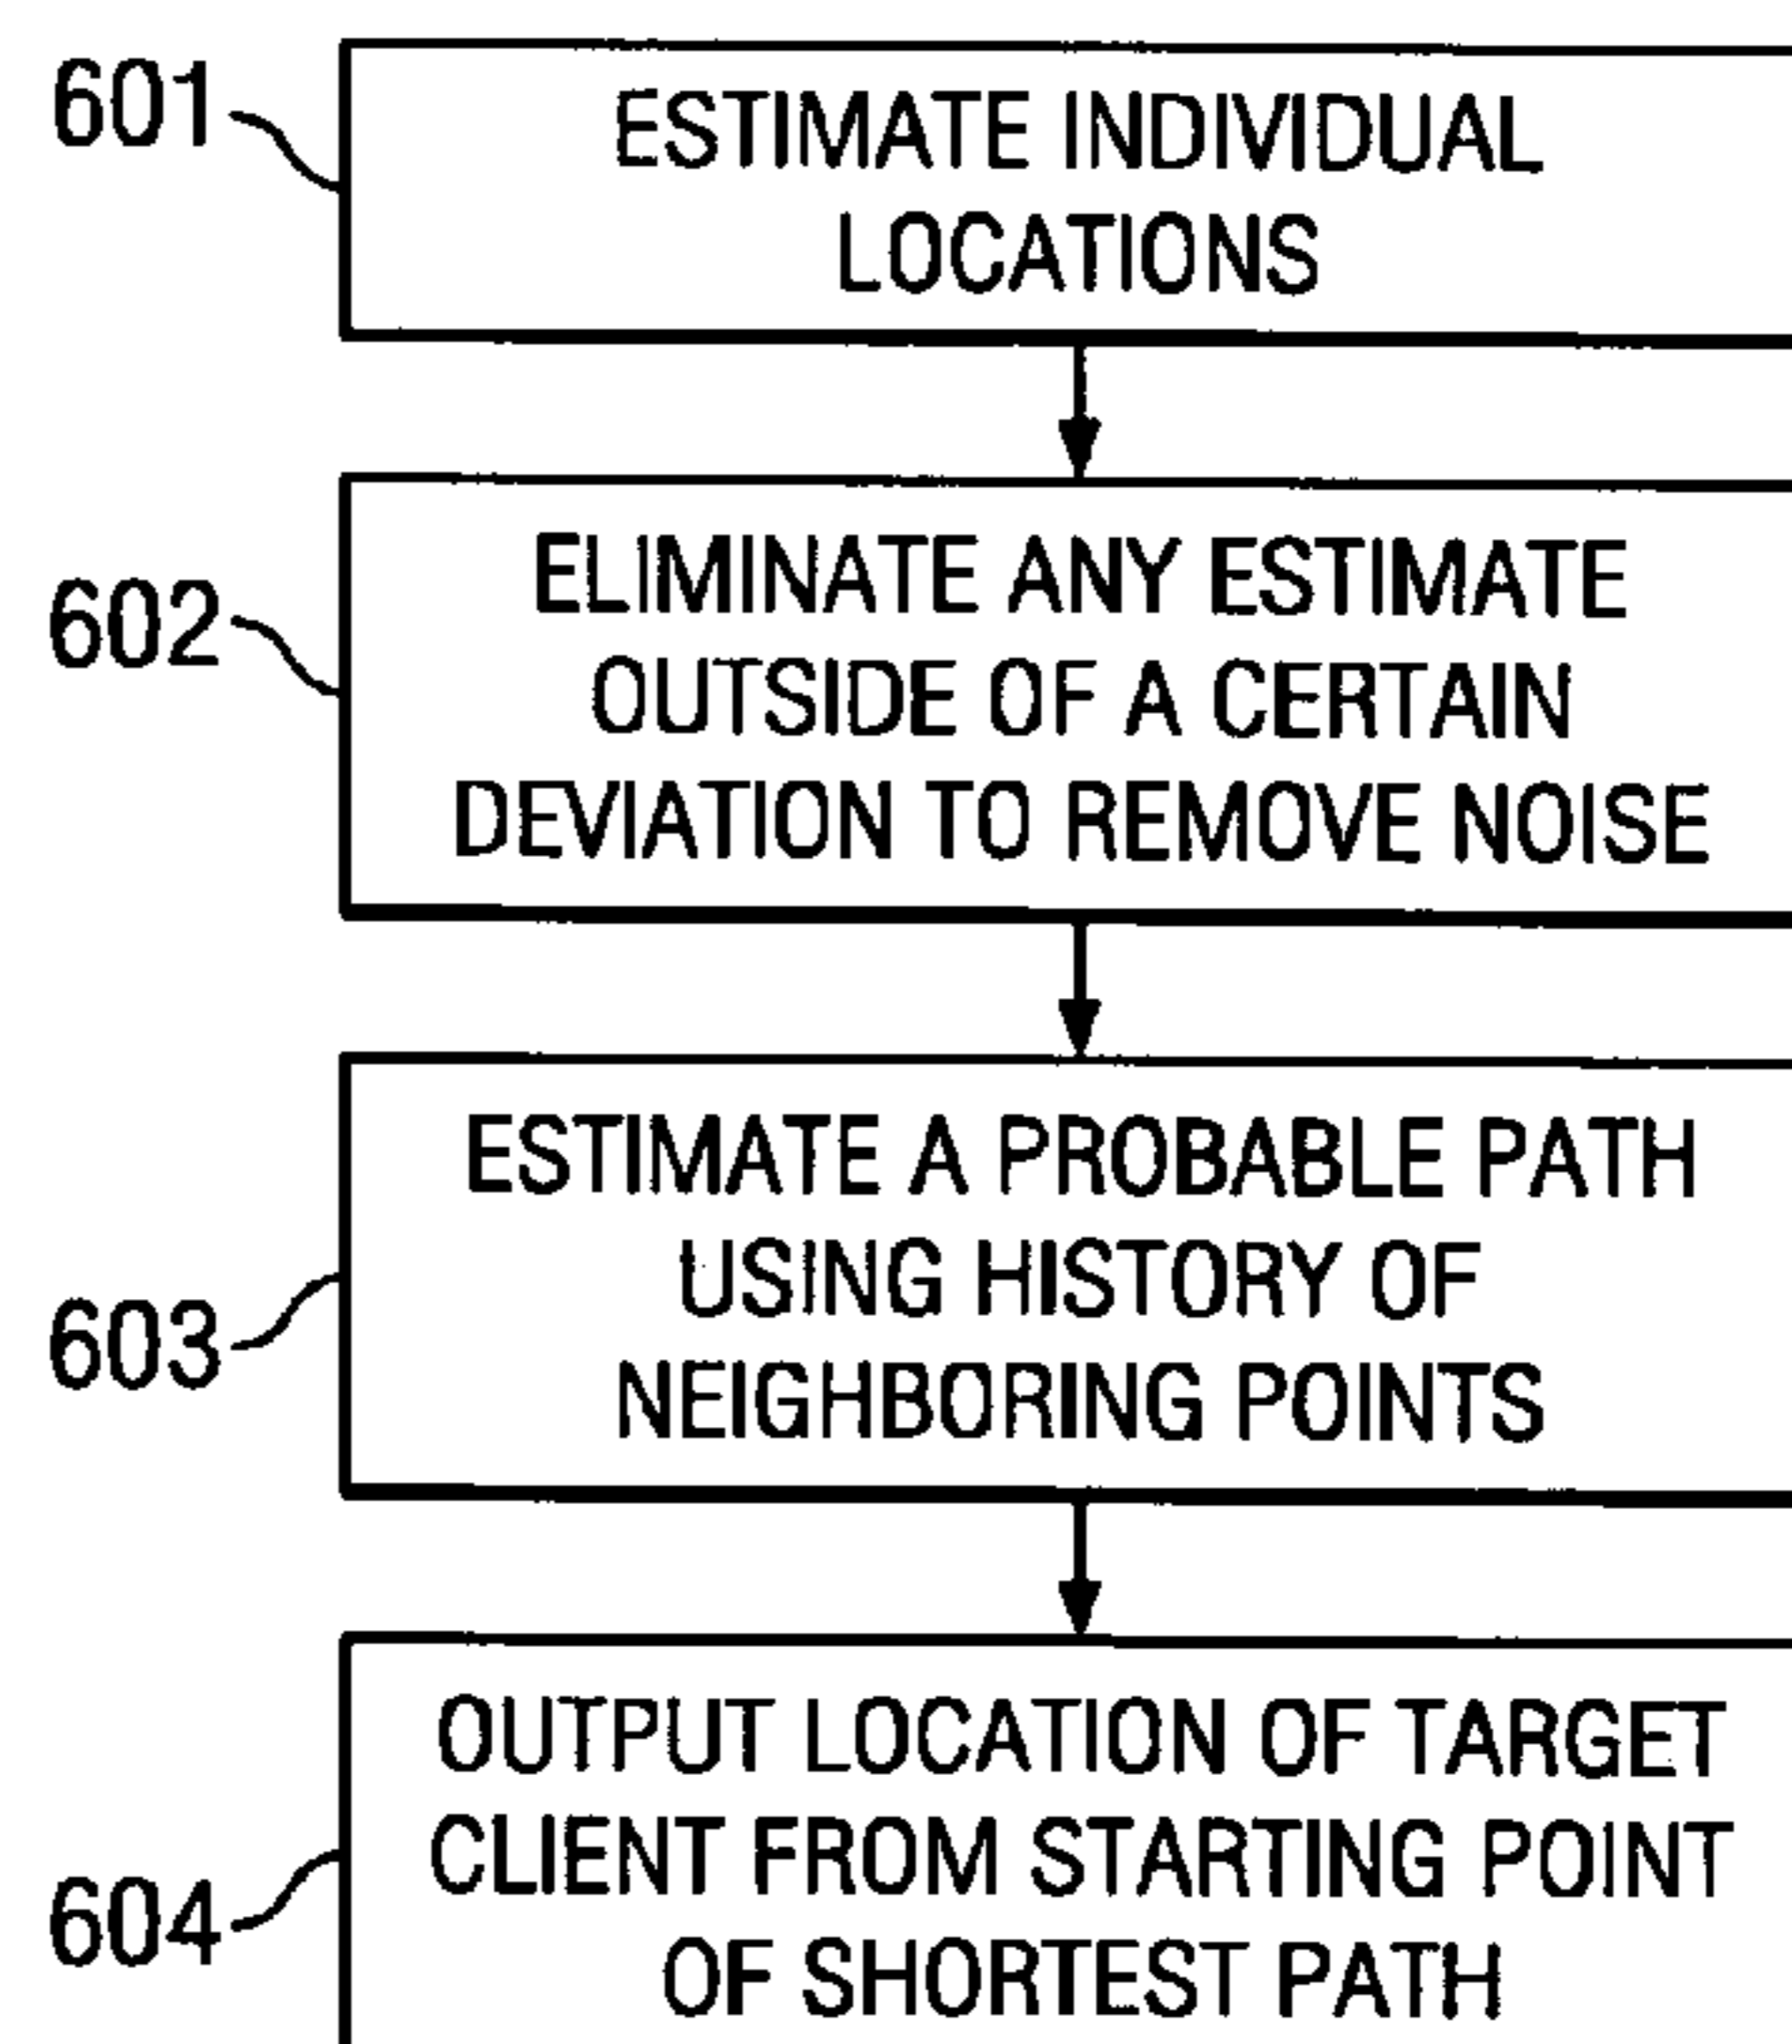 601
ESTIMATE INDIVIDUAL
LOCATIONS
602
ELIMINATE ANY ESTIMATE
OUTSIDE OF A CERTAIN
DEVIATION TO REMOVE NOISE
603
ESTIMATE A PROBABLE PATH
USING HISTORY OF
NEIGHBORING POINTS
604
OUTPUT LOCATION OF TARGET
CLIENT FROM STARTING POINT
OF SHORTEST PATH